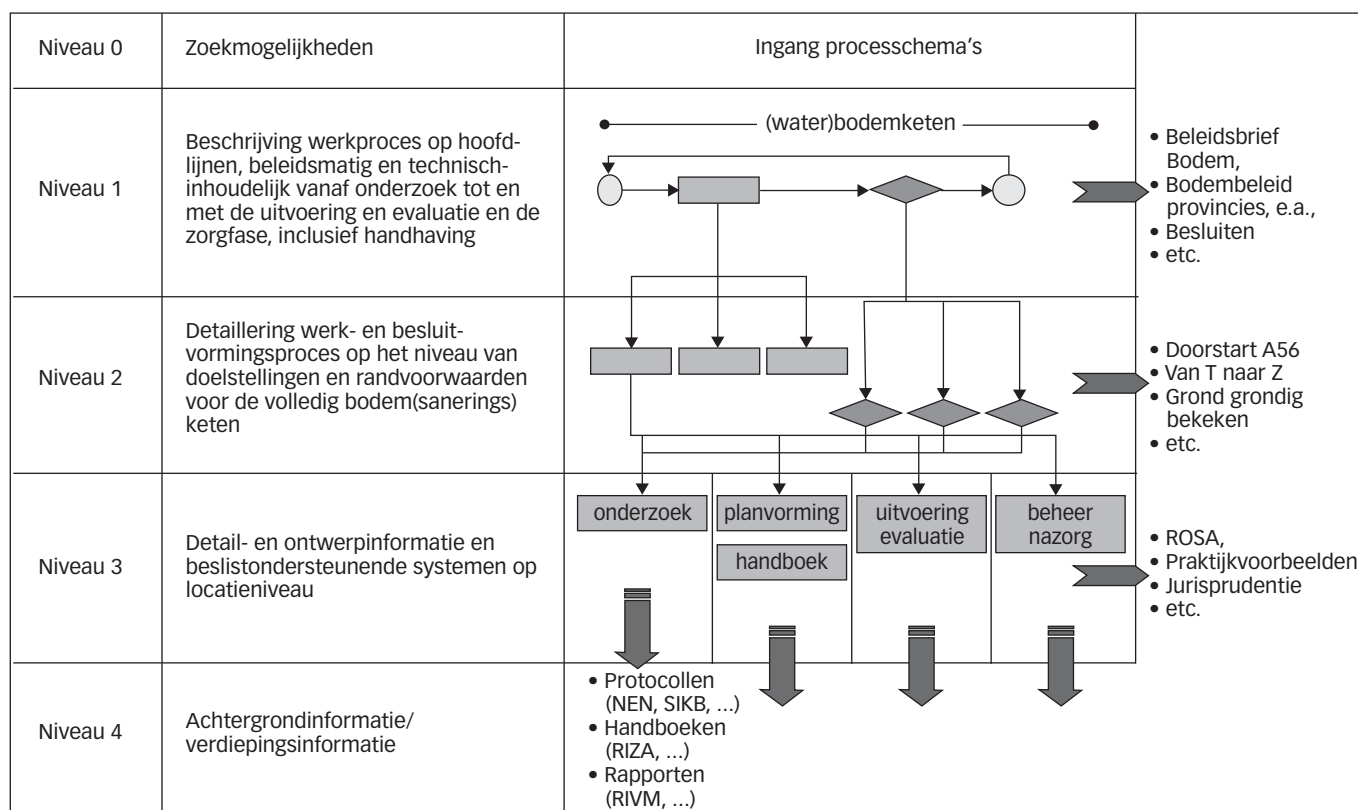 Niveau 0
Zoekmogelijkheden
Ingang processchema's
Niveau 1
Beschrijving werkproces op hoofd-
lijnen, beleidsmatig en technisch-
inhoudelijk vanaf onderzoek tot en
met de uitvoering en evaluatie en de
zorgfase, inclusief handhaving
(water)bodemketen
• Beleidsbrief
Bodem,
• Bodembeleid
provincies, e.a.,
• Besluiten
• etc.
Niveau 2
Detaillering werk- en besluit-
vormingsproces op het niveau van
doelstellingen en randvoorwaarden
voor de volledig bodem(sanerings)
keten
• Doorstart A56
• Van T naar Z
• Grond grondig
bekeken
• etc.
Niveau 3
Detail- en ontwerpinformatie en
beslistondersteunende systemen op
locatieniveau
onderzoek
planvorming
handboek
uitvoering
evaluatie
beheer
nazorg
• ROSA,
• Praktijkvoorbeelden
• Jurisprudentie
• etc.
Niveau 4
Achtergrondinformatie/
verdiepingsinformatie
• Protocollen
(NEN, SIKB, ...)
• Handboeken
(RIZA, ...)
• Rapporten
(RIVM, ...)